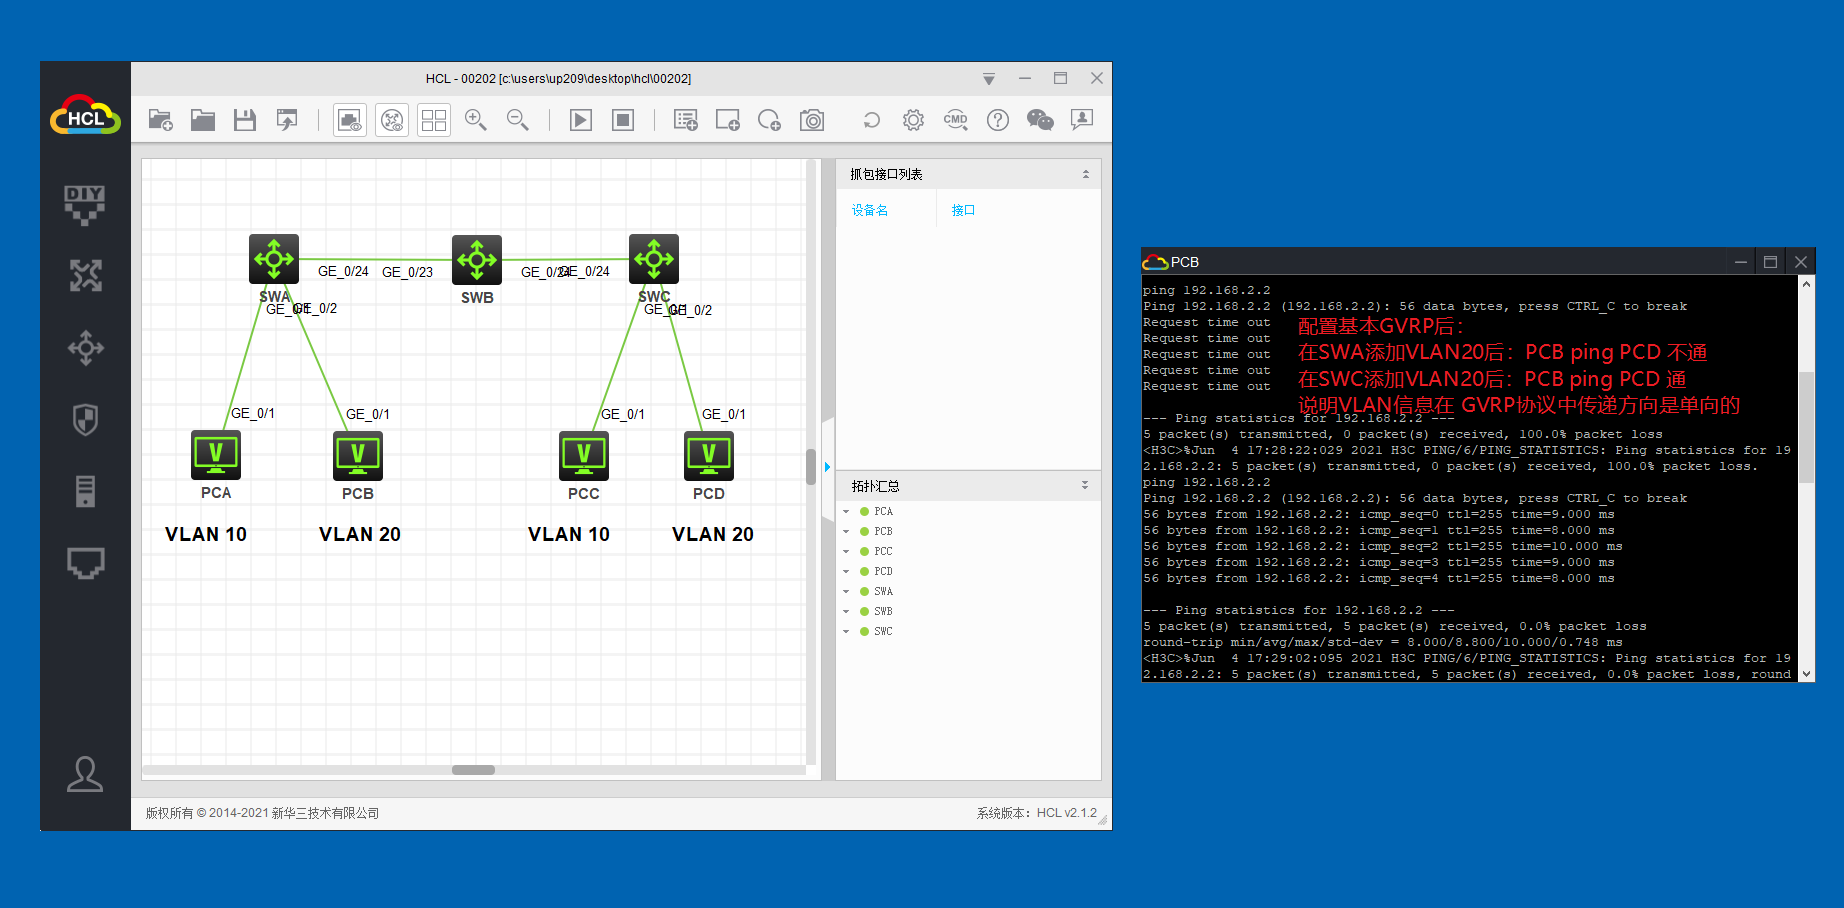 HCL - 00202 [c:\users\up209\desktop\hcl\00202]
HCL
CMD
DIY
抓包接口列表
设备名 接口
GE_0/24 GE_0/23 GE_0/24 GE_0/24
SWA SWB SWC
GE_0/1 GE_0/2 GE_0/1 GE_0/2
GE_0/1 GE_0/1 GE_0/1 GE_0/1
V V V V
PCA PCB PCC PCD
VLAN 10 VLAN 20 VLAN 10 VLAN 20
拓扑汇总
PCA
PCB
PCC
PCD
SWA
SWB
SWC
版权所有 © 2014-2021 新华三技术有限公司
系统版本：HCL v2.1.2
PCB
ping 192.168.2.2
Ping 192.168.2.2 (192.168.2.2): 56 data bytes, press CTRL_C to break
Request time out
Request time out
Request time out
Request time out
Request time out
配置基本GVRP后：
在SWA添加VLAN20后：PCB ping PCD 不通
在SWC添加VLAN20后：PCB ping PCD 通
说明VLAN信息在 GVRP协议中传递方向是单向的
--- Ping statistics for 192.168.2.2 ---
5 packet(s) transmitted, 0 packet(s) received, 100.0% packet loss
<H3C>%Jun  4 17:28:22:029 2021 H3C PING/6/PING_STATISTICS: Ping statistics for 19
2.168.2.2: 5 packet(s) transmitted, 0 packet(s) received, 100.0% packet loss.
ping 192.168.2.2
Ping 192.168.2.2 (192.168.2.2): 56 data bytes, press CTRL_C to break
56 bytes from 192.168.2.2: icmp_seq=0 ttl=255 time=9.000 ms
56 bytes from 192.168.2.2: icmp_seq=1 ttl=255 time=8.000 ms
56 bytes from 192.168.2.2: icmp_seq=2 ttl=255 time=10.000 ms
56 bytes from 192.168.2.2: icmp_seq=3 ttl=255 time=9.000 ms
56 bytes from 192.168.2.2: icmp_seq=4 ttl=255 time=8.000 ms
--- Ping statistics for 192.168.2.2 ---
5 packet(s) transmitted, 5 packet(s) received, 0.0% packet loss
round-trip min/avg/max/std-dev = 8.000/8.800/10.000/0.748 ms
<H3C>%Jun  4 17:29:02:095 2021 H3C PING/6/PING_STATISTICS: Ping statistics for 19
2.168.2.2: 5 packet(s) transmitted, 5 packet(s) received, 0.0% packet loss, round